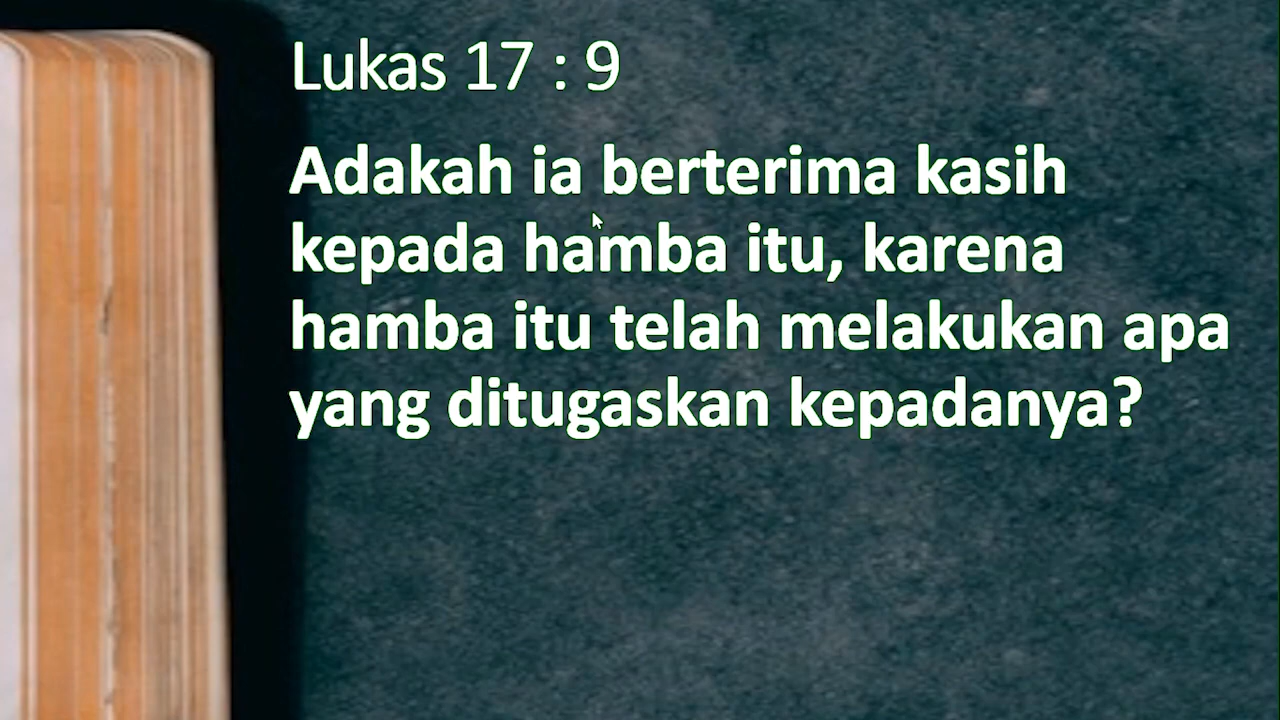 Lukas 17 : 9
Adakah ia berterima kasih
kepada hamba itu, karena
hamba itu telah melakukan apa
yang ditugaskan kepadanya?